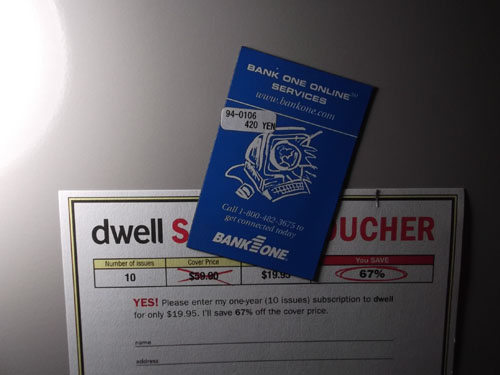 BANK ONE ONLINE SM
SERVICES
www.bankone.com
94-0106
420 YEN
Call 1-800-482-3675 to
get connected today
BANK ONE
dwell S OUCHER
Number of issues Cover Price You SAVE
10 $59.90 $19.95 67%
YES! Please enter my one-year (10 issues) subscription to dwell
for only $19.95. I'll save 67% off the cover price.
name
address